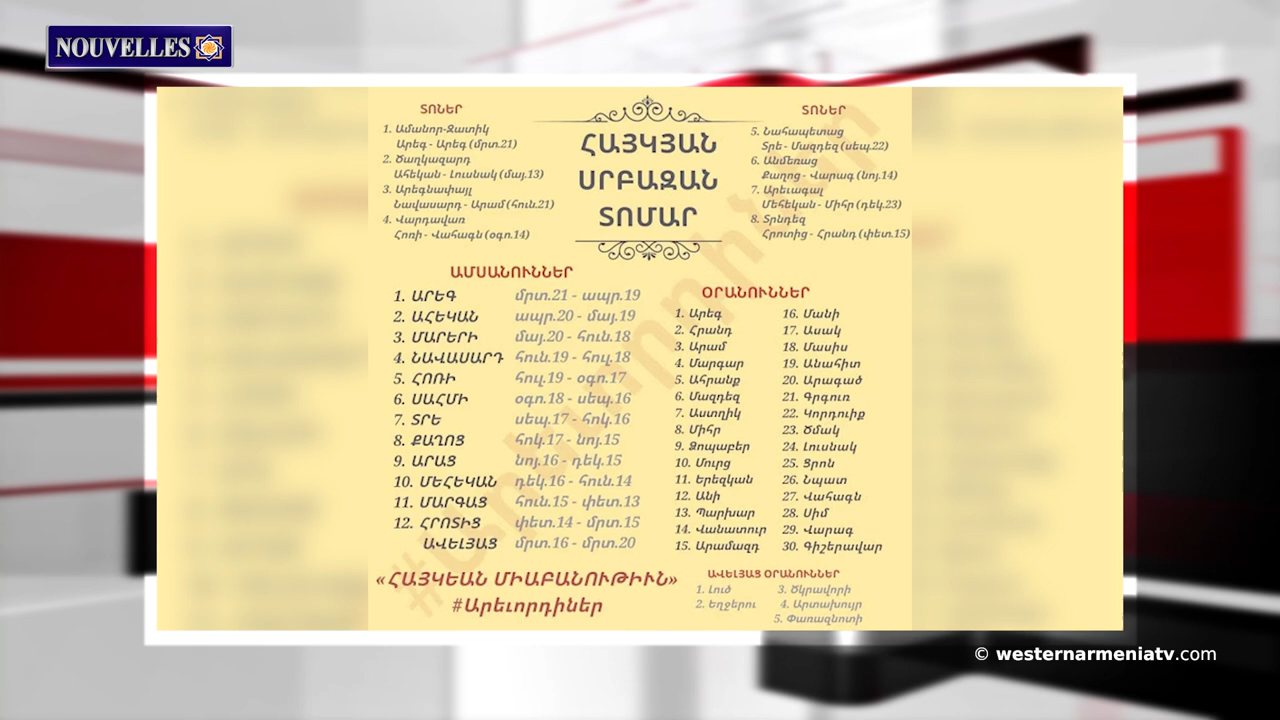 NOUVELLES
ՏՈՆԵՐ
1. Ամանոր-Զատիկ
Արեգ - Արեգ (մրտ.21)
2. Ծաղկազարդ
Ահեկան - Լուսնակ (մայ.13)
3. Արեգնափայլ
Նավասարդ - Արամ (հուն.21)
4. Վարդավառ
Հոռի - Վահագն (օգո.14)
ՀԱՅԿՅԱՆ
ՍՐԲԱԶԱՆ
ՏՈՄԱՐ
ՏՈՆԵՐ
5. Նահապետաց
Տրե - Մազդեզ (սեպ.22)
6. Անմեռաց
Քաղոց - Վարագ (նոյ.14)
7. Արեւագալ
Մեհեկան - Միհր (դեկ.23)
8. Տրնդեզ
Հրոտից - Հրանդ (փետ.15)
ԱՄՍԱՆՈՒՆՆԵՐ
1. ԱՐԵԳ մրտ.21 - ապր.19
2. ԱՀԵԿԱՆ ապր.20 - մայ.19
3. ՄԱՐԵՐԻ մայ.20 - հուն.18
4. ՆԱՎԱՍԱՐԴ հուն.19 - հուլ.18
5. ՀՈՌԻ հուլ.19 - օգո.17
6. ՍԱՀՄԻ օգո.18 - սեպ.16
7. ՏՐԵ սեպ.17 - հոկ.16
8. ՔԱՂՈՑ հոկ.17 - նոյ.15
9. ԱՐԱՑ նոյ.16 - դեկ.15
10. ՄԵՀԵԿԱՆ դեկ.16 - հուն.14
11. ՄԱՐԳԱՑ հուն.15 - փետ.13
12. ՀՐՈՏԻՑ փետ.14 - մրտ.15
ԱՎԵԼՅԱՑ մրտ.16 - մրտ.20
ՕՐԱՆՈՒՆՆԵՐ
1. Արեգ
2. Հրանդ
3. Արամ
4. Մարգար
5. Ահրանք
6. Մազդեզ
7. Աստղիկ
8. Միհր
9. Ձոպաբեր
10. Մուրց
11. Երեզկան
12. Անի
13. Պարխար
14. Վանատուր
15. Արամազդ
16. Մանի
17. Ասակ
18. Մասիս
19. Անահիտ
20. Արագած
21. Գրգուռ
22. Կորդուիք
23. Ծմակ
24. Լուսնակ
25. Ցրոն
26. Նպատ
27. Վահագն
28. Սիմ
29. Վարագ
30. Գիշերավար
«ՀԱՅԿԵԱՆ ՄԻԱԲԱՆՈՒԹԻՒՆ»
#Արեւորդիներ
ԱՎԵԼՅԱՑ ՕՐԱՆՈՒՆՆԵՐ
1. Լուծ
2. Եղջերու
3. Ծկրավորի
4. Արտախույր
5. Փառազնոտի
#Արևորդիներ
© westernarmeniatv.com